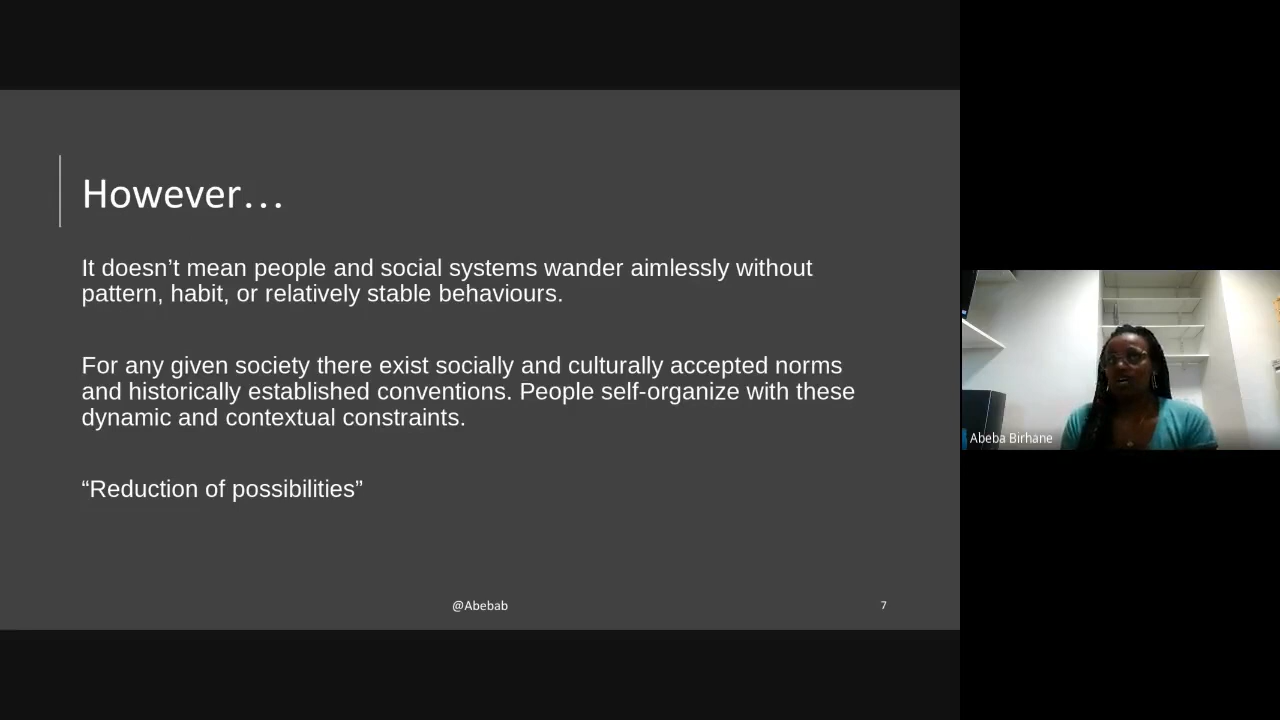 However…
It doesn’t mean people and social systems wander aimlessly without
pattern, habit, or relatively stable behaviours.
For any given society there exist socially and culturally accepted norms
and historically established conventions. People self-organize with these
dynamic and contextual constraints.
“Reduction of possibilities”
@Abebab
7
Abeba Birhane